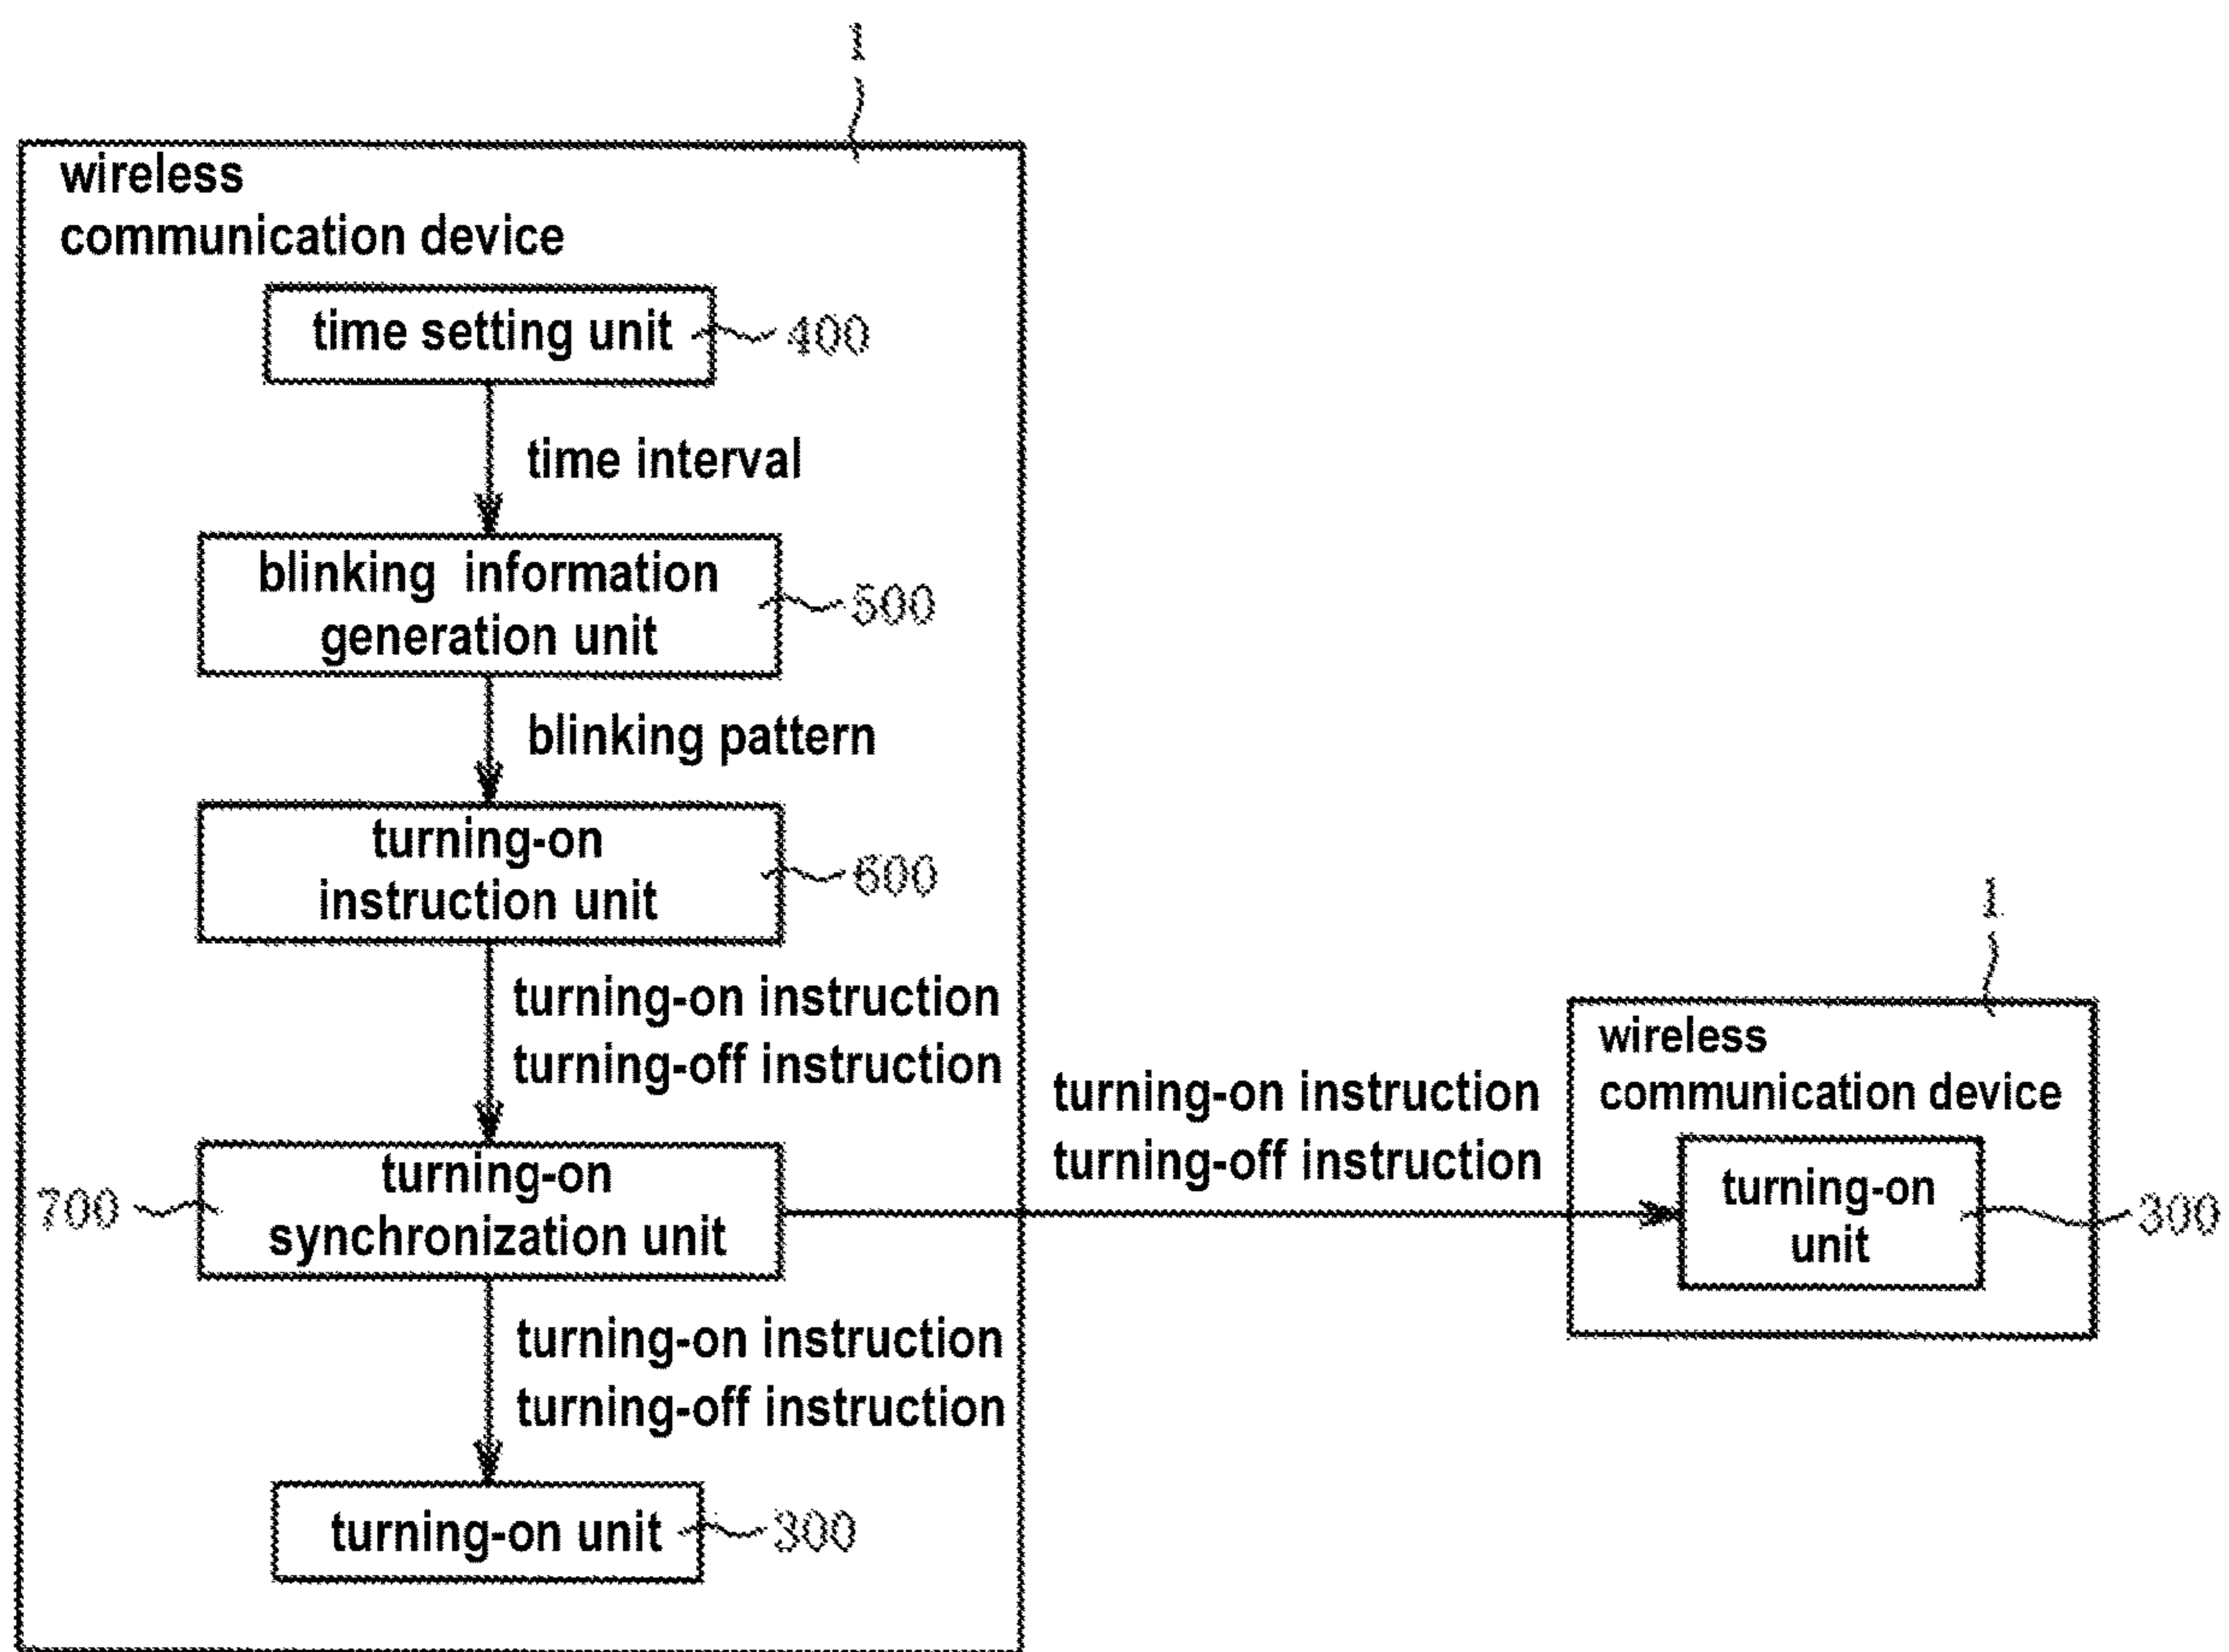 1
wireless
communication device
time setting unit
400
time interval
blinking information
generation unit
500
blinking pattern
turning-on
instruction unit
600
turning-on instruction
turning-off instruction
turning-on
synchronization unit
700
turning-on instruction
turning-off instruction
turning-on unit
300
turning-on instruction
turning-off instruction
1
wireless
communication device
turning-on
unit
300